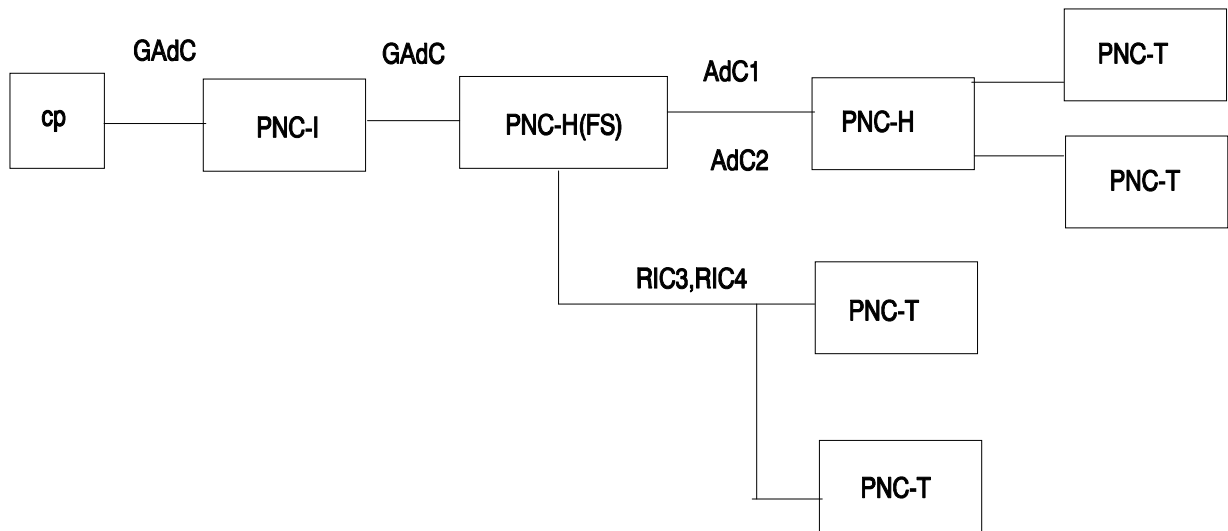 GAdC
GAdC
AdC1
PNC-T
cp
PNC-I
PNC-H(FS)
PNC-H
AdC2
PNC-T
RIC3,RIC4
PNC-T
PNC-T